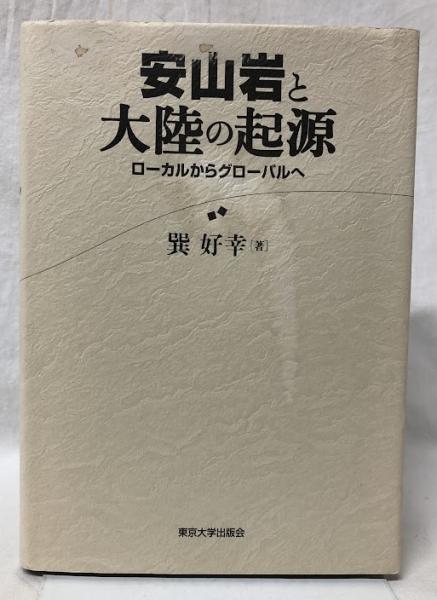 安山岩と
大陸の起源
ローカルからグローバルへ
巽 好幸[著]
東京大学出版会